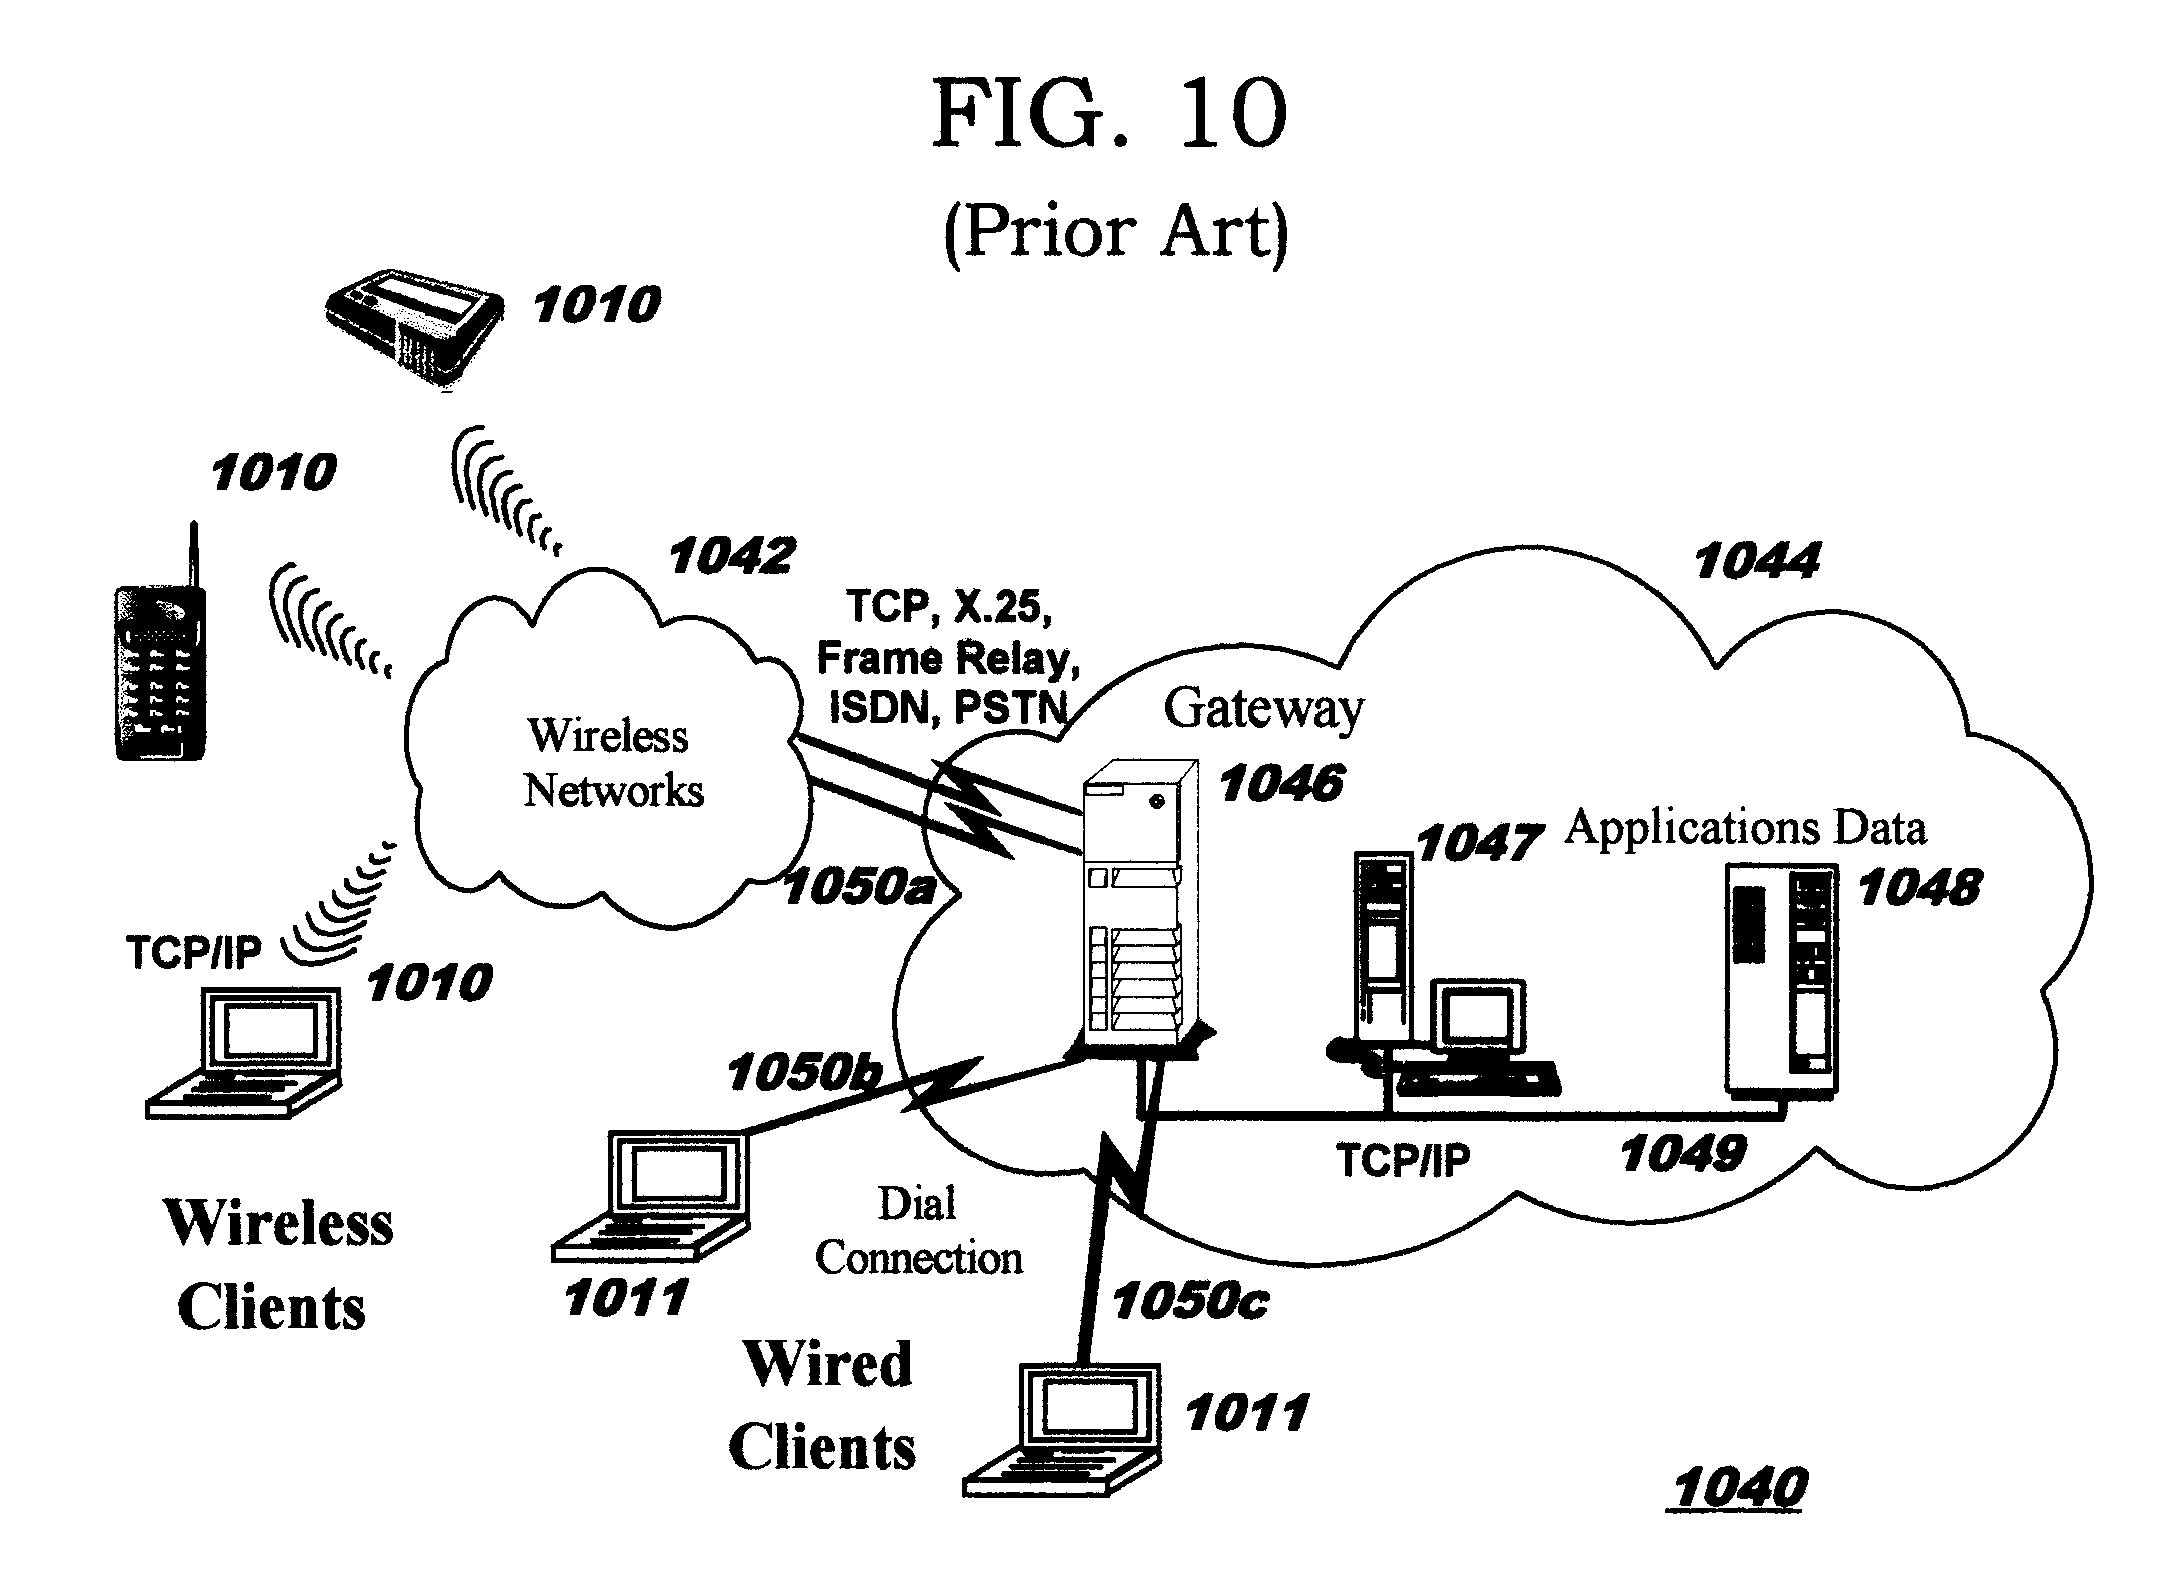 FIG. 10
(Prior Art)
1010
1010
1042
1044
TCP, X.25,
Frame Relay,
ISDN, PSTN
Gateway
1046
Wireless
Networks
1047
Applications Data
1048
1050a
TCP/IP
1010
1050b
1049
TCP/IP
Dial
Connection
1011
1050c
Wireless
Clients
Wired
Clients
1011
1040